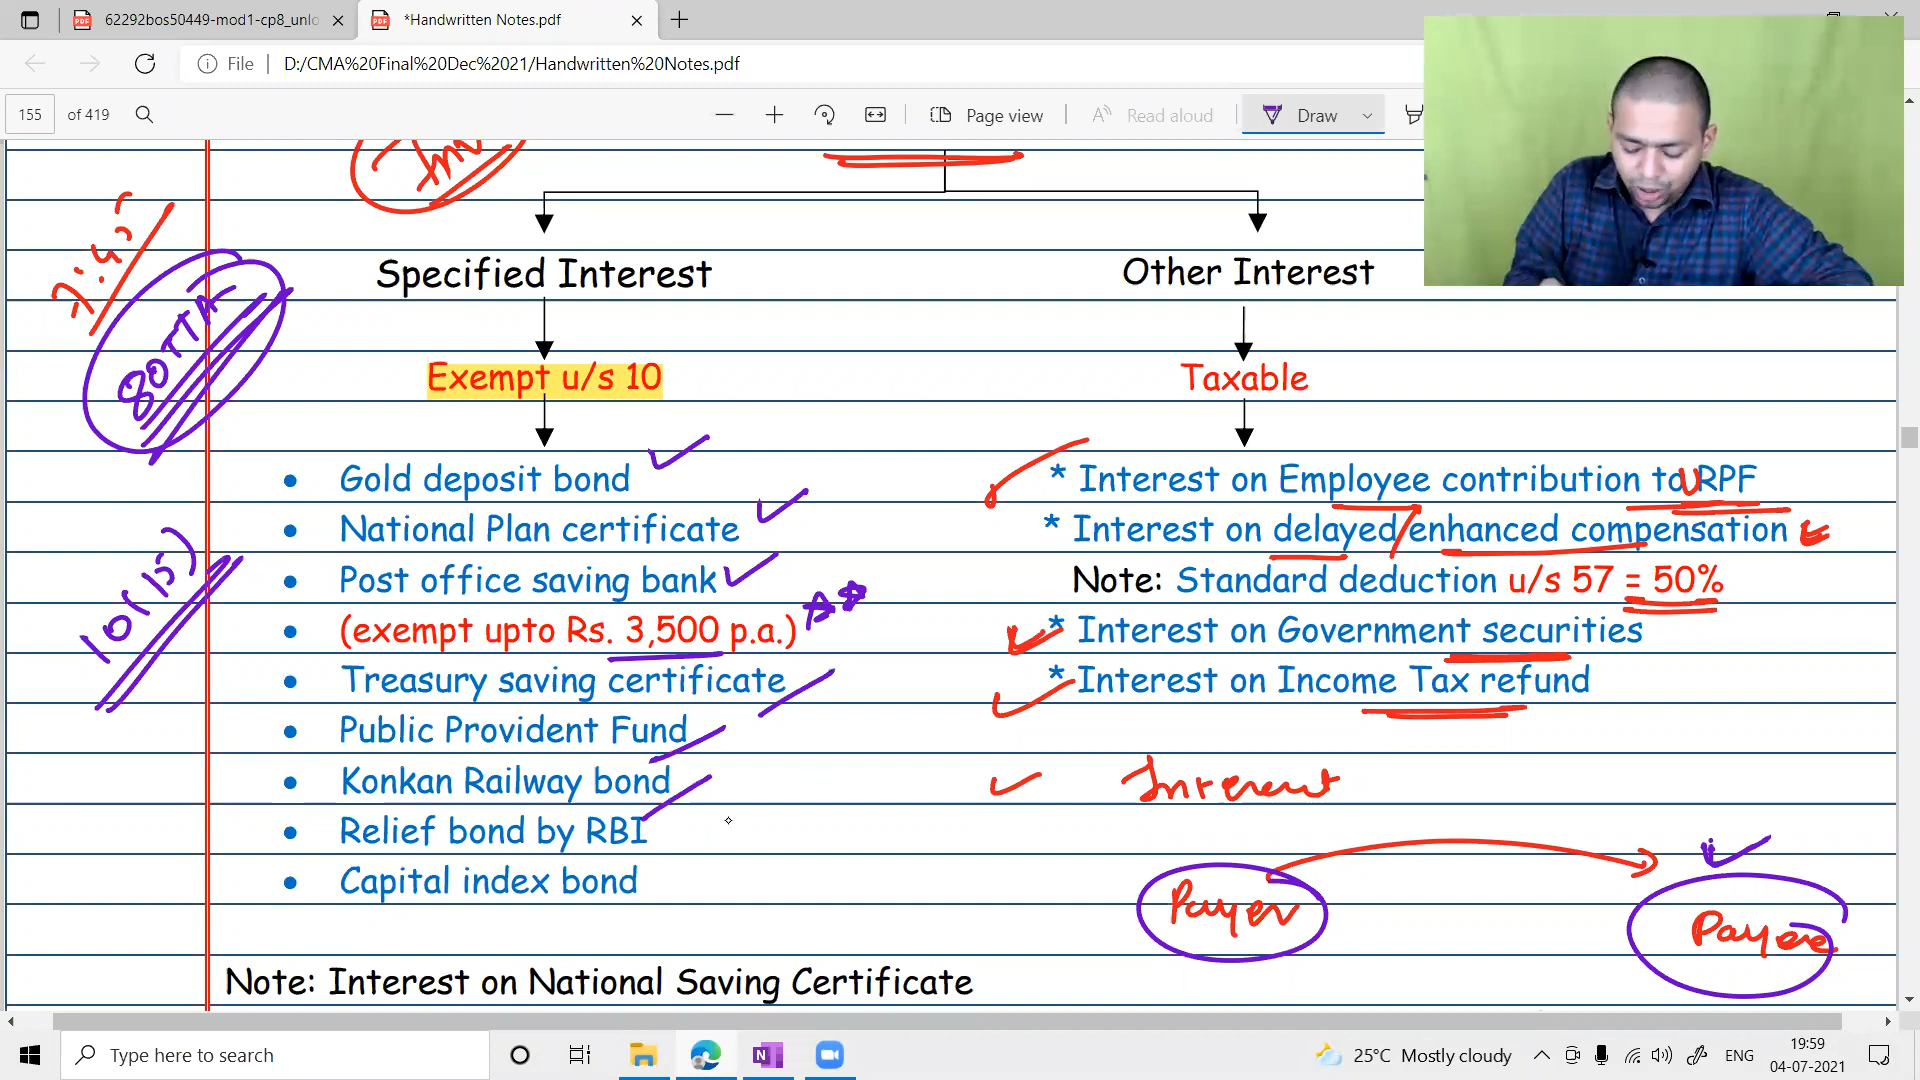 62292bos50449-mod1-cp8_unlo
*Handwritten Notes.pdf
File
D:/CMA%20Final%20Dec%2021/Handwritten%20Notes.pdf
155 of 419
Page view
Read aloud
Draw
Im
7:45
Specified Interest
Other Interest
80TTA
Exempt u/s 10
Taxable
Gold deposit bond
* Interest on Employee contribution to URPF
National Plan certificate
* Interest on delayed enhanced compensation
Post office saving bank
Note: Standard deduction u/s 57 = 50%
10(15)
(exempt upto Rs. 3,500 p.a.)
* Interest on Government securities
Treasury saving certificate
* Interest on Income Tax refund
Public Provident Fund
Konkan Railway bond
Interest
Relief bond by RBI
Capital index bond
Payer
Payee
Note: Interest on National Saving Certificate
Type here to search
25°C Mostly cloudy
ENG
19:59
04-07-2021